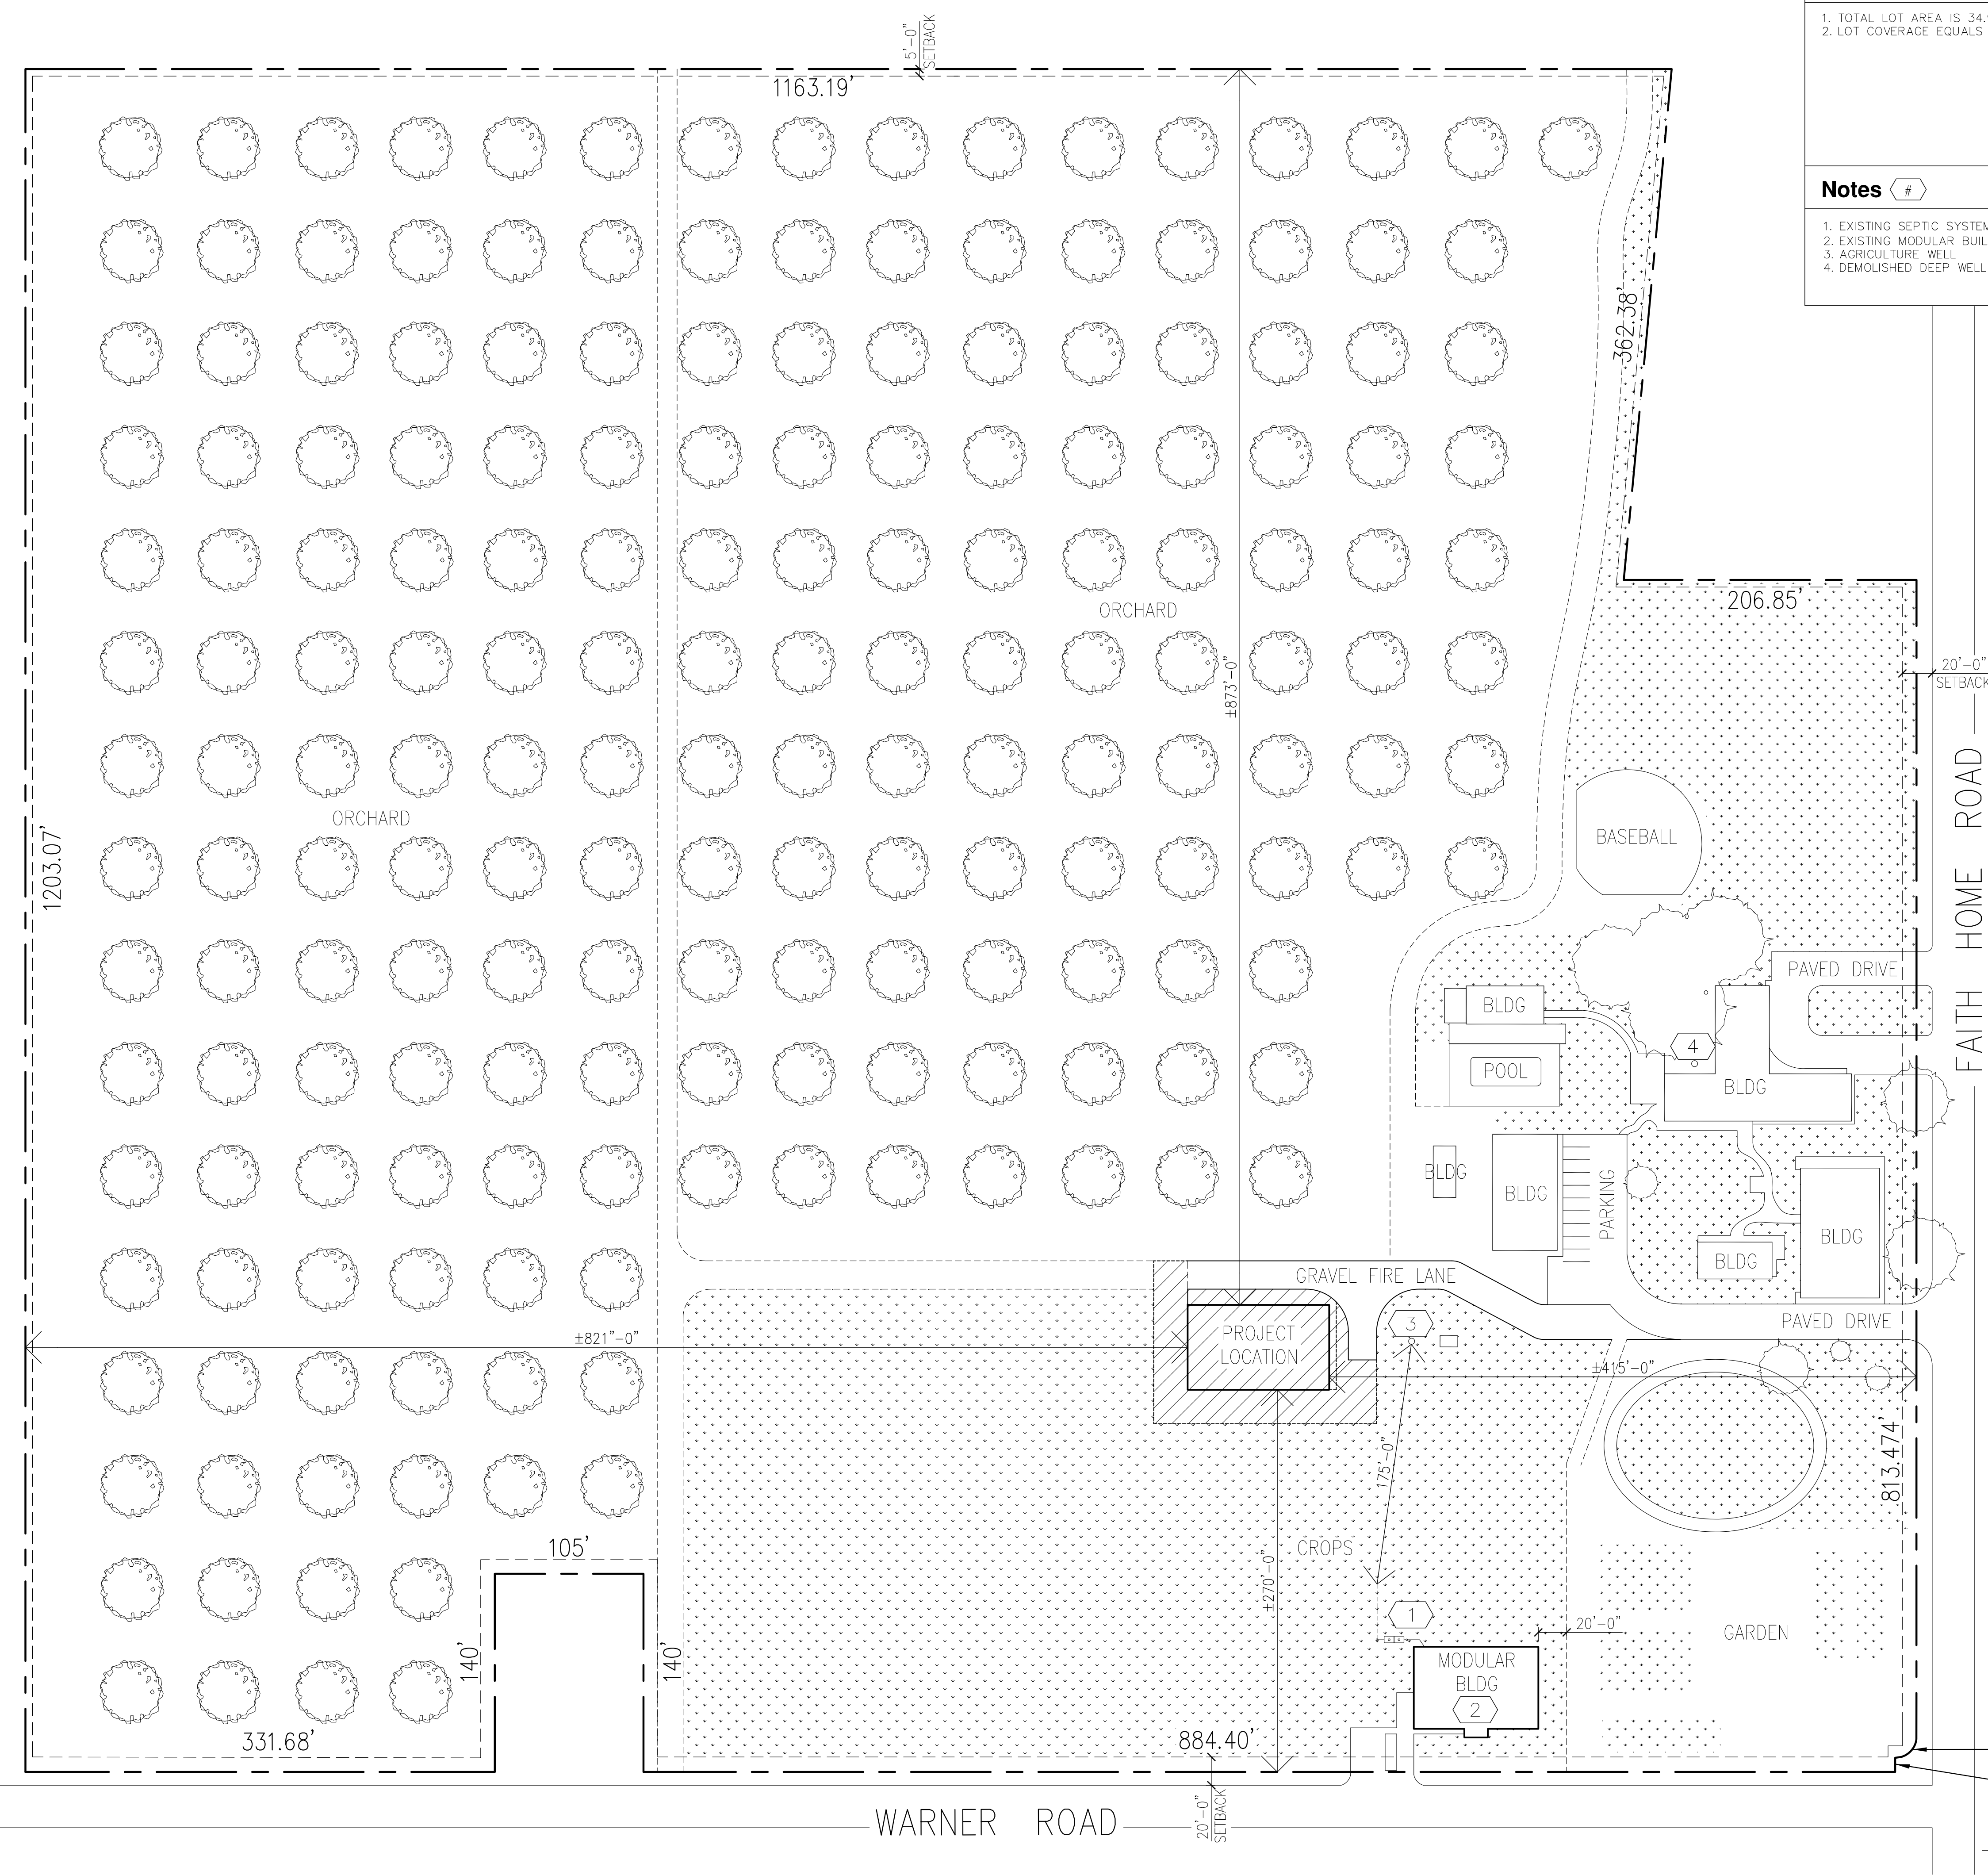 1. TOTAL LOT AREA IS 34.
2. LOT COVERAGE EQUALS
5'-0"
SETBACK
1163.19'
Notes #
1. EXISTING SEPTIC SYSTEM
2. EXISTING MODULAR BUIL
3. AGRICULTURE WELL
4. DEMOLISHED DEEP WELL
362.38'
206.85'
ORCHARD
±873'-0"
20'-0"
SETBACK
FAITH HOME ROAD
ORCHARD
1203.07'
BASEBALL
PAVED DRIVE
BLDG
4
POOL
BLDG
BLDG
BLDG
PARKING
BLDG
BLDG
GRAVEL FIRE LANE
PAVED DRIVE
±821"-0"
PROJECT
LOCATION
3
±415'-0"
175'-0"
813.474'
105'
CROPS
±270'-0"
1
20'-0"
GARDEN
140'
140'
MODULAR
BLDG
2
331.68'
884.40'
20'-0"
SETBACK
WARNER ROAD